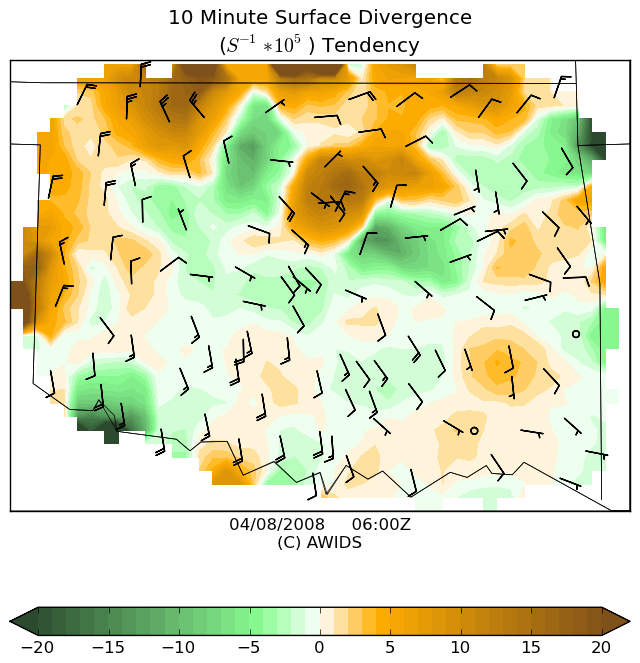 10 Minute Surface Divergence
(S⁻¹ * 10⁵ ) Tendency
04/08/2008 06:00Z
(C) AWIDS
−20 −15 −10 −5 0 5 10 15 20